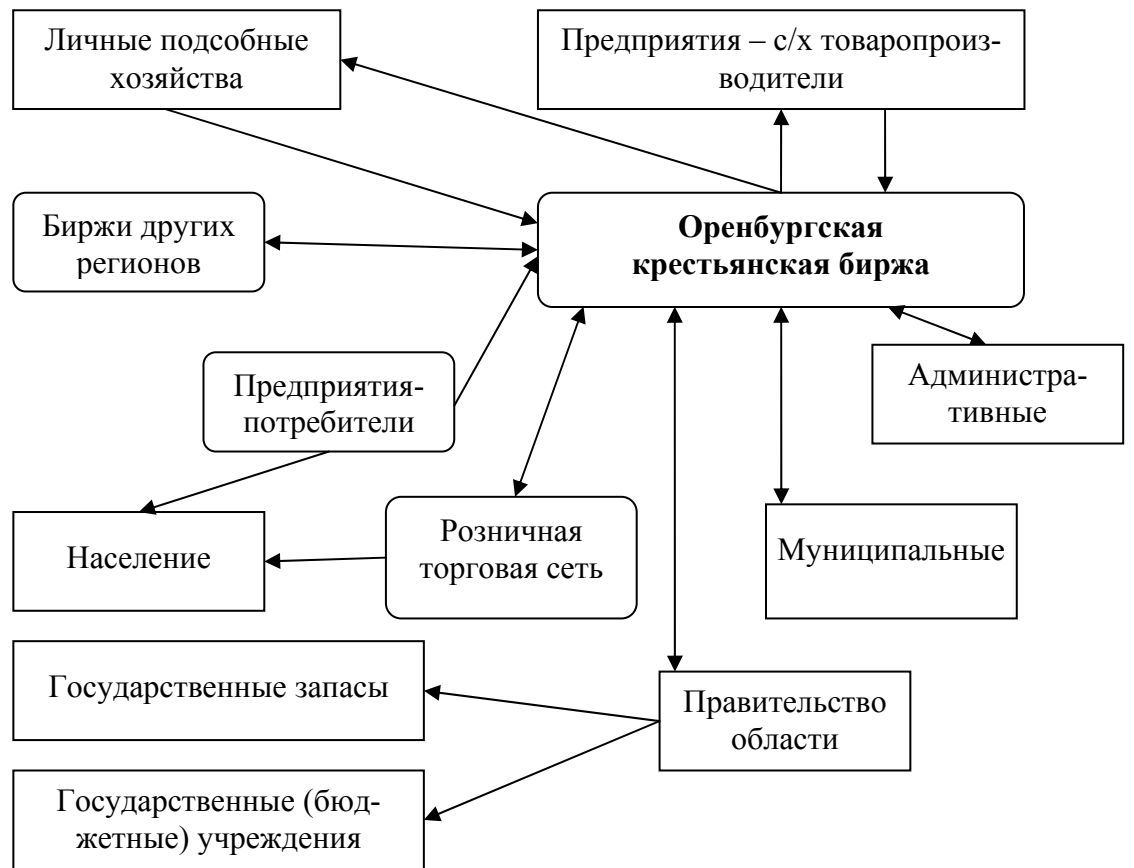 Личные подсобные
хозяйства
Предприятия – с/х товаропроиз-
водители
Биржи других
регионов
Оренбургская
крестьянская биржа
Предприятия-
потребители
Администра-
тивные
Население
Розничная
торговая сеть
Муниципальные
Государственные запасы
Правительство
области
Государственные (бюд-
жетные) учреждения